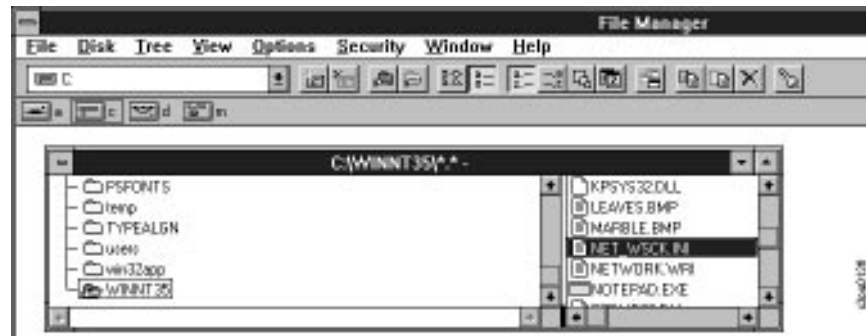 File Manager
File Disk Tree View Options Security Window Help
C:
a c d m
C:\WINNT35\*.* -
PSFONTS
temp
TYPEALGN
users
win32app
WINNT35
KPSYS32.DLL
LEAVES.BMP
MARBLE.BMP
NET_WSCK.INI
NETWORK.WRI
NOTEPAD.EXE